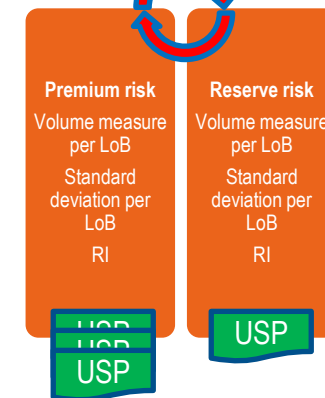 Premium risk
Volume measure
per LoB
Standard
deviation per
LoB
RI
USP
Reserve risk
Volume measure
per LoB
Standard
deviation per
LoB
RI
USP